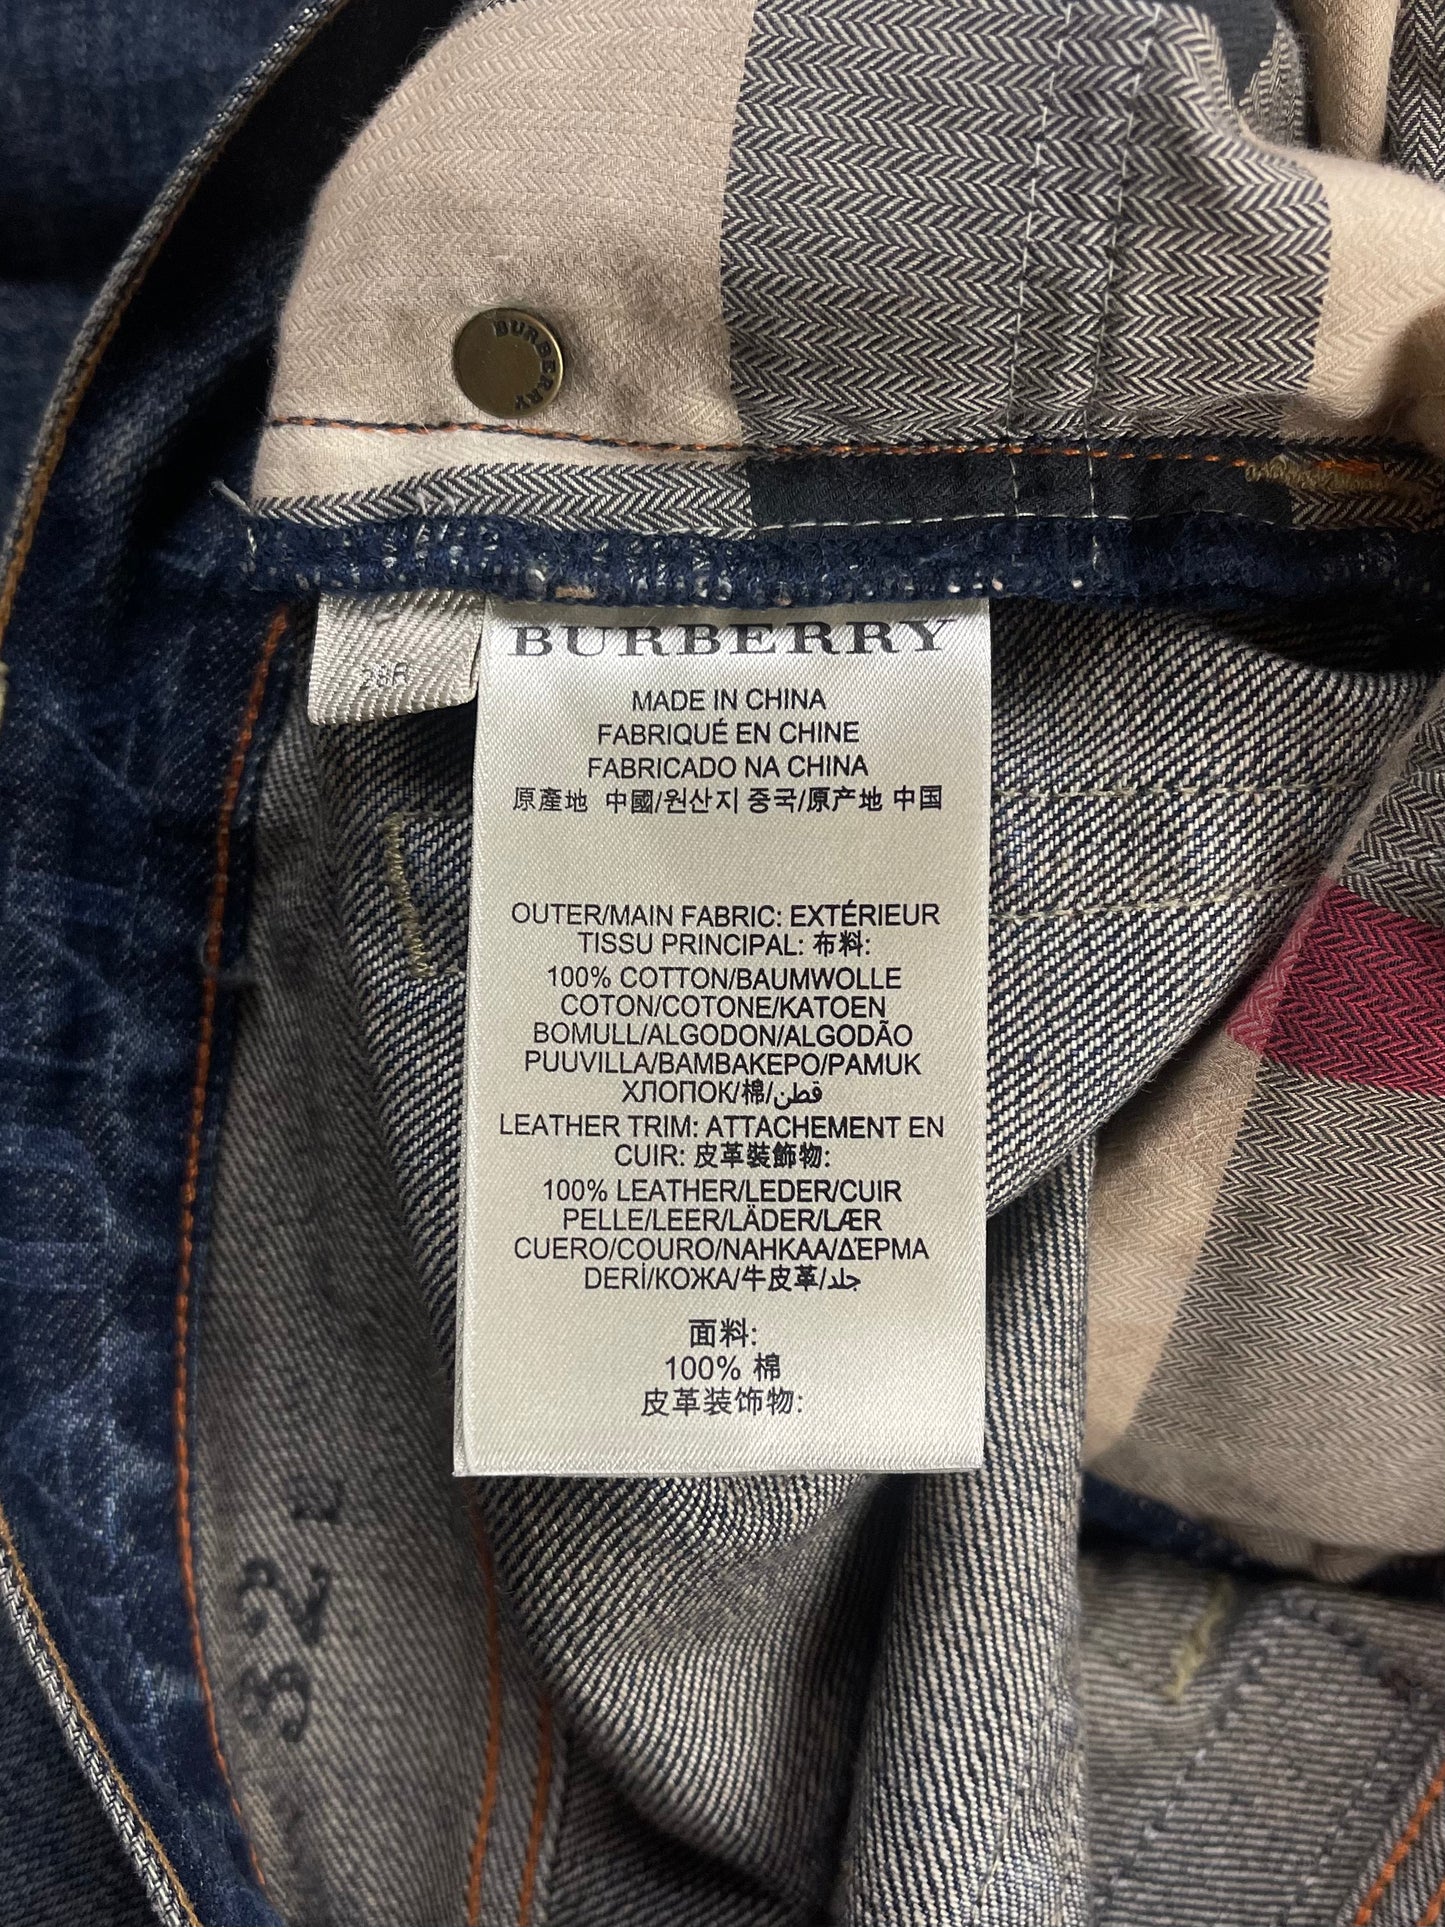 BURBERRY
28R
BURBERRY
MADE IN CHINA
FABRIQUÉ EN CHINE
FABRICADO NA CHINA
原產地 中國/원산지 중국/原产地 中国
OUTER/MAIN FABRIC: EXTÉRIEUR
TISSU PRINCIPAL: 布料:
100% COTTON/BAUMWOLLE
COTON/COTONE/KATOEN
BOMULL/ALGODON/ALGODÃO
PUUVILLA/ΒΑΜΒΑΚΕΡΟ/PAMUK
ХЛОПОК/棉/قطن
LEATHER TRIM: ATTACHEMENT EN
CUIR: 皮革裝飾物:
100% LEATHER/LEDER/CUIR
PELLE/LEER/LÄDER/LÆR
CUERO/COURO/NAHKAA/ΔΈΡΜΑ
DERİ/КОЖА/牛皮革/جلد
面料:
100% 棉
皮革装饰物: